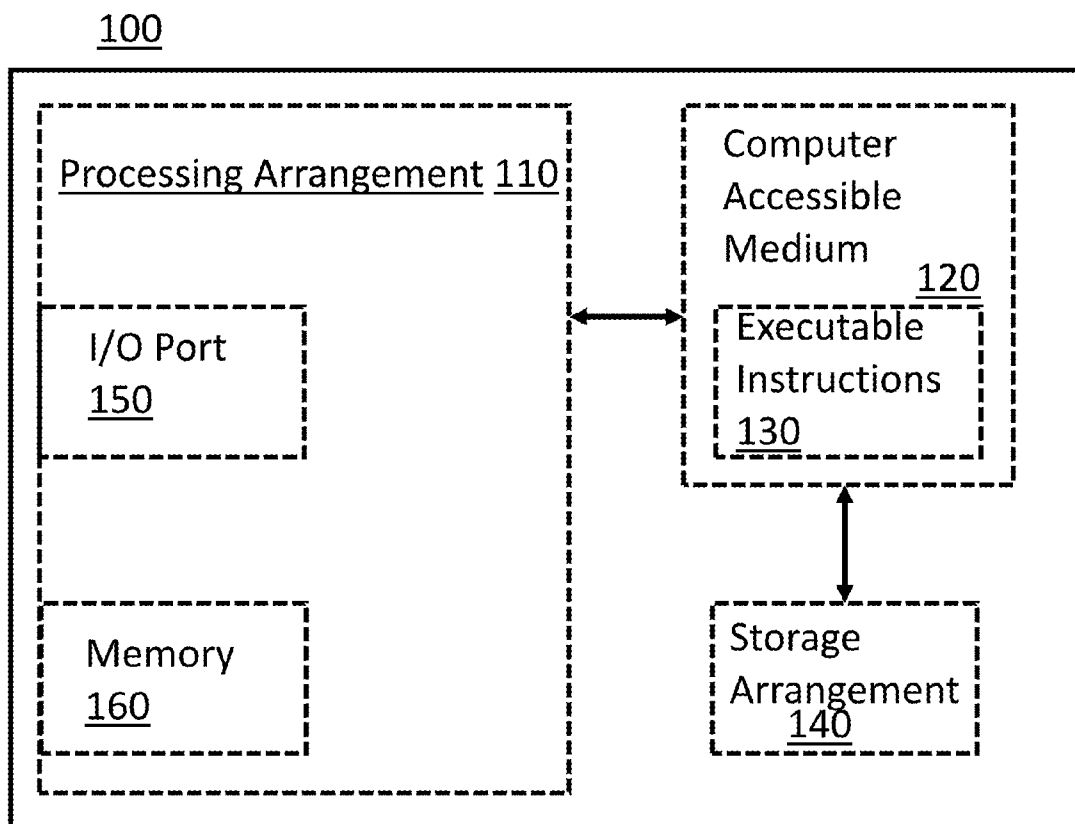 100
Processing Arrangement 110
I/O Port
150
Memory
160
Computer
Accessible
Medium
120
Executable
Instructions
130
Storage
Arrangement
140